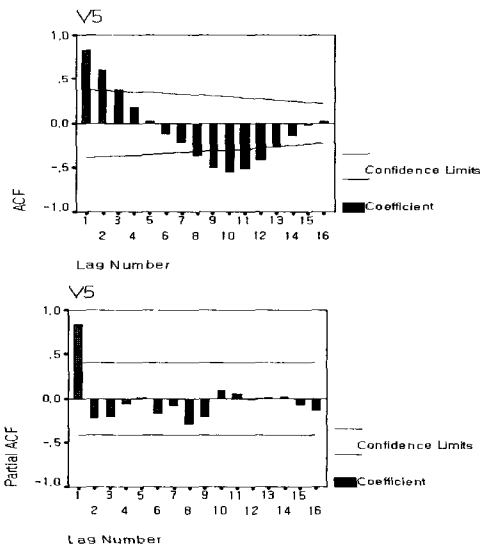 V5
1.0
.5
0.0
-.5
-1.0
ACF
1 3 5 7 9 11 13 15
2 4 6 8 10 12 14 16
Lag Number
Confidence Limits
Coefficient
V5
1.0
.5
0.0
-.5
-1.0
Partial ACF
1 3 5 7 9 11 13 15
2 4 6 8 10 12 14 16
Lag Number
Confidence Limits
Coefficient